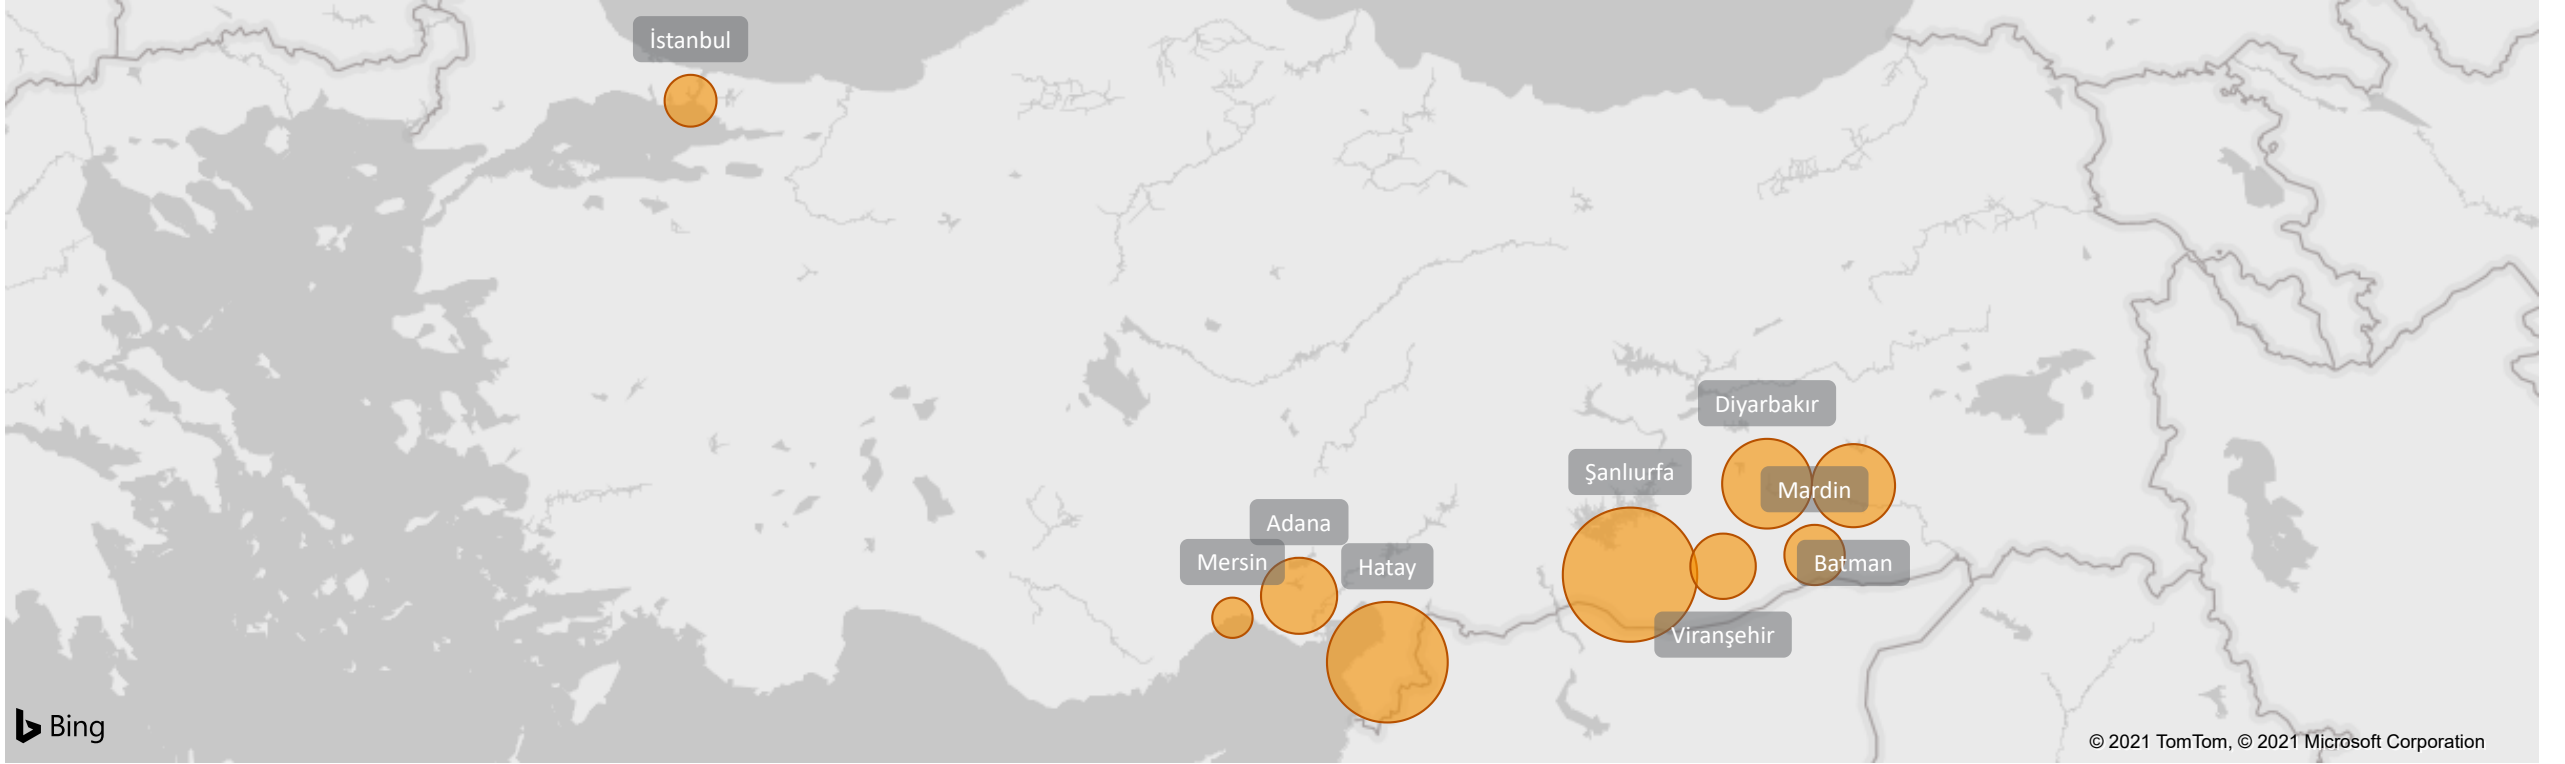 İstanbul
Diyarbakır
Şanlıurfa
Mardin
Adana
Mersin
Hatay
Batman
Viranşehir
Bing
© 2021 TomTom, © 2021 Microsoft Corporation